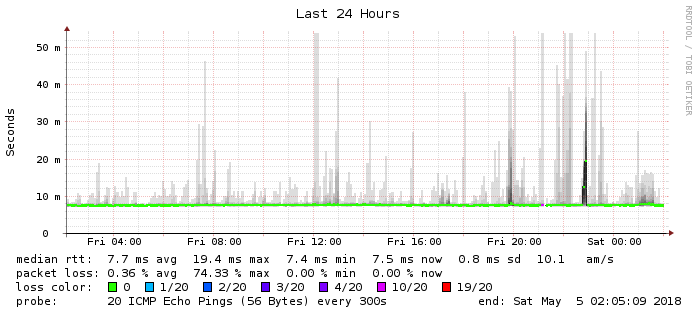 Last 24 Hours
RRDTOOL / TOBI OETIKER
Seconds
50 m
40 m
30 m
20 m
10 m
0
Fri 04:00 Fri 08:00 Fri 12:00 Fri 16:00 Fri 20:00 Sat 00:00
median rtt: 7.7 ms avg 19.4 ms max 7.4 ms min 7.5 ms now 0.8 ms sd 10.1 am/s
packet loss: 0.36 % avg 74.33 % max 0.00 % min 0.00 % now
loss color: 0 1/20 2/20 3/20 4/20 10/20 19/20
probe: 20 ICMP Echo Pings (56 Bytes) every 300s end: Sat May 5 02:05:09 2018